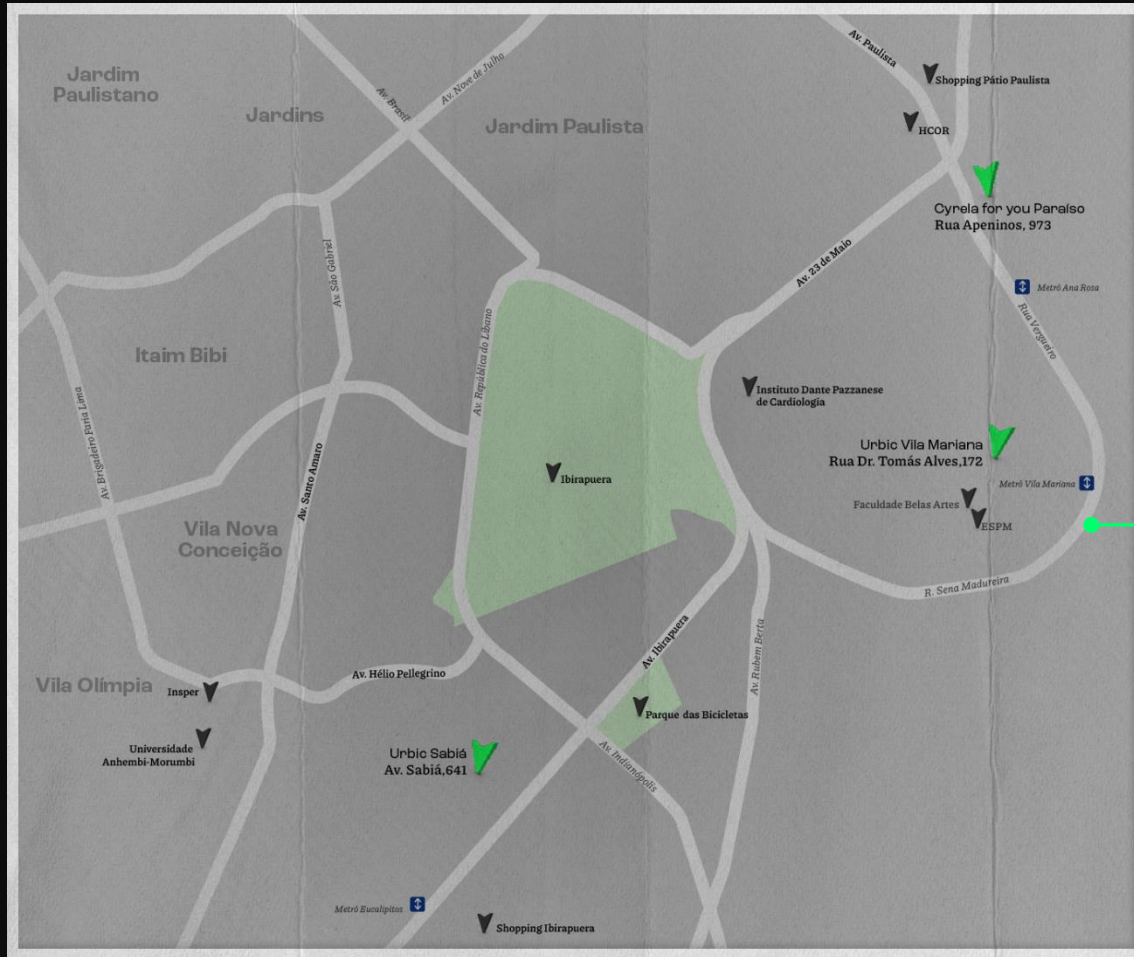 Av. Paulista
Shopping Pátio Paulista
HCOR
Jardim
Paulistano
Jardins
Av. Brasil
Av. Nove de Julho
Jardim Paulista
Cyrela for you Paraíso
Rua Apeninos, 973
Av. São Gabriel
Av. 23 de Maio
Metrô Ana Rosa
Rua Vergueiro
Itaim Bibi
Av. República do Líbano
Instituto Dante Pazzanese
de Cardiologia
Av. Brigadeiro Faria Lima
Av. Santo Amaro
Ibirapuera
Urbic Vila Mariana
Rua Dr. Tomás Alves,172
Metrô Vila Mariana
Faculdade Belas Artes
ESPM
Vila Nova
Conceição
R. Sena Madureira
Av. Ibirapuera
Av. Rubem Berta
Av. Hélio Pellegrino
Vila Olímpia
Insper
Parque das Bicicletas
Universidade
Anhembi-Morumbi
Urbic Sabiá
Av. Sabiá,641
Av. Indianópolis
Metrô Eucaliptos
Shopping Ibirapuera